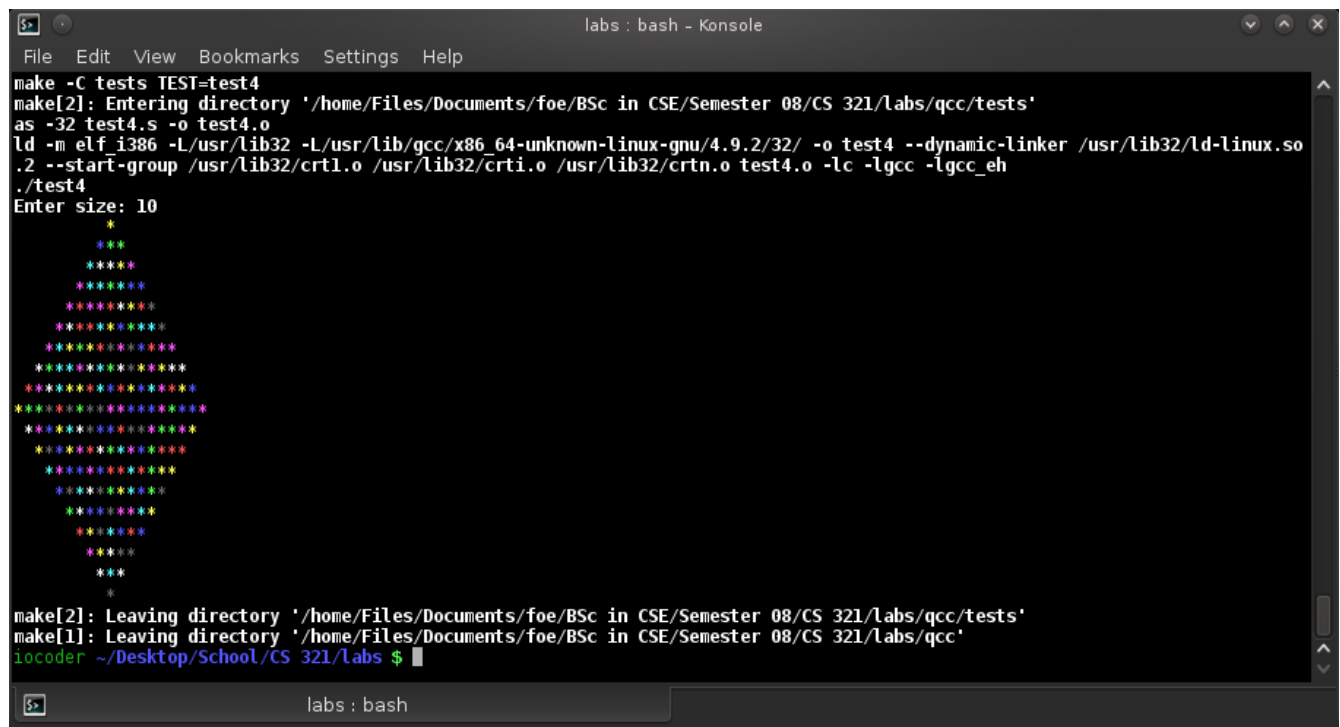 labs : bash – Konsole
File Edit View Bookmarks Settings Help
make -C tests TEST=test4
make[2]: Entering directory '/home/Files/Documents/foe/BSc in CSE/Semester 08/CS 321/labs/qcc/tests'
as -32 test4.s -o test4.o
ld -m elf_i386 -L/usr/lib32 -L/usr/lib/gcc/x86_64-unknown-linux-gnu/4.9.2/32/ -o test4 --dynamic-linker /usr/lib32/ld-linux.so
.2 --start-group /usr/lib32/crt1.o /usr/lib32/crti.o /usr/lib32/crtn.o test4.o -lc -lgcc -lgcc_eh
./test4
Enter size: 10
*
***
*****
*******
*********
***********
*************
***************
*****************
*******************
*****************
***************
*************
***********
*********
*******
*****
***
*
make[2]: Leaving directory '/home/Files/Documents/foe/BSc in CSE/Semester 08/CS 321/labs/qcc/tests'
make[1]: Leaving directory '/home/Files/Documents/foe/BSc in CSE/Semester 08/CS 321/labs/qcc'
iocoder ~/Desktop/School/CS 321/labs $
labs : bash